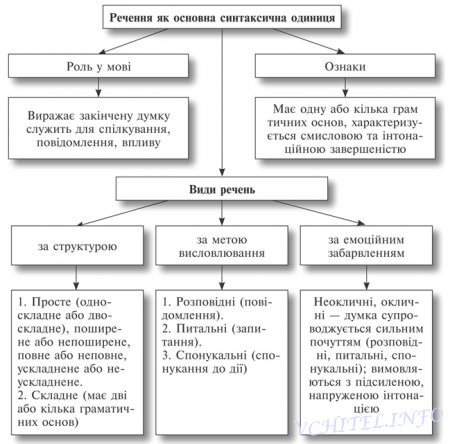 Речення як основна синтаксична одиниця
Роль у мові
Ознаки
Виражає закінчену думку
служить для спілкування,
повідомлення, впливу
Має одну або кілька грам
тичних основ, характеризу-
ється смисловою та інтона-
ційною завершеністю
Види речень
за структурою
за метою
висловлювання
за емоційним
забарвленням
1. Просте (одно-
складне або дво-
складне), пошире-
не або непоширене,
повне або неповне,
ускладнене або не-
ускладнене.
2. Складне (має дві
або кілька граматич-
них основ)
1. Розповідні (пові-
домлення).
2. Питальні (запи-
тання).
3. Спонукальні (спо-
нукання до дії)
Неокличні, оклич-
ні — думка супро-
воджується сильним
почуттям (розповід-
ні, питальні, спо-
нукальні); вимовля-
ються з підсиленою,
напруженою інтона-
цією
VCHITEL.INFO